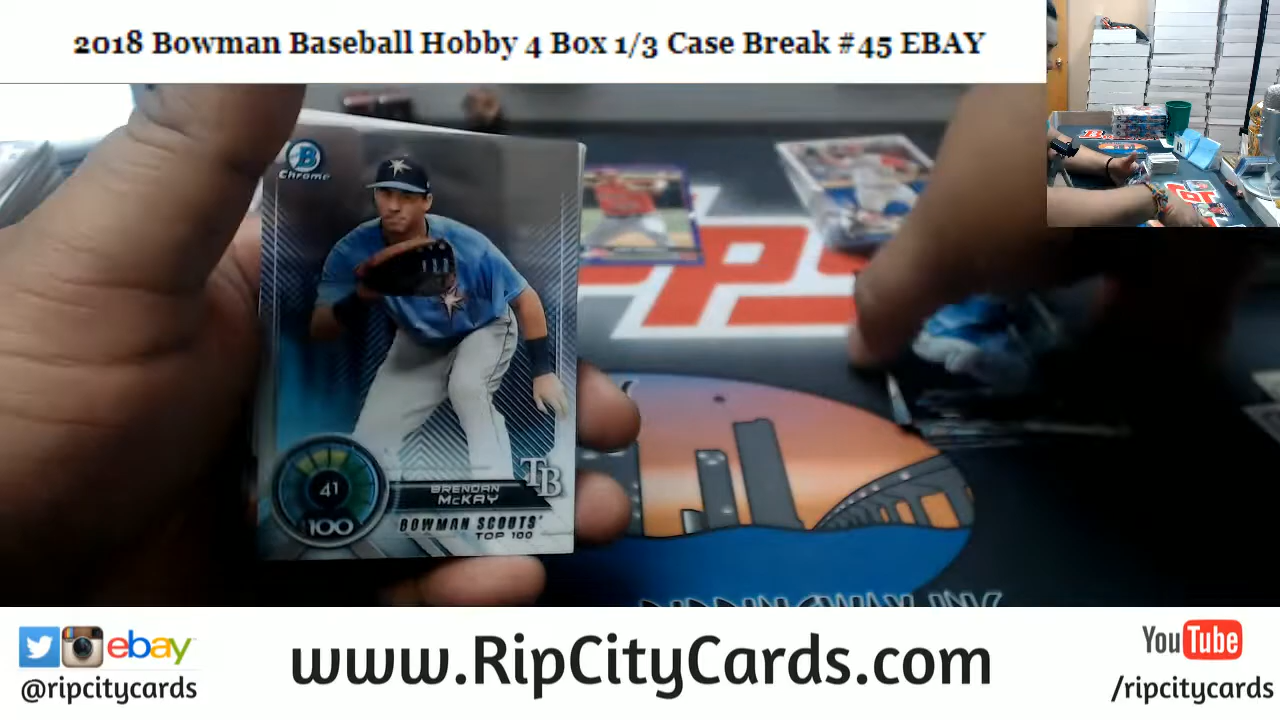 2018 Bowman Baseball Hobby 4 Box 1/3 Case Break #45 EBAY
B
Chrome
41
100
BRENDAN
McKAY
TB
BOWMAN SCOUTS'
TOP 100
ebay
@ripcitycards
www.RipCityCards.com
YouTube
/ripcitycards